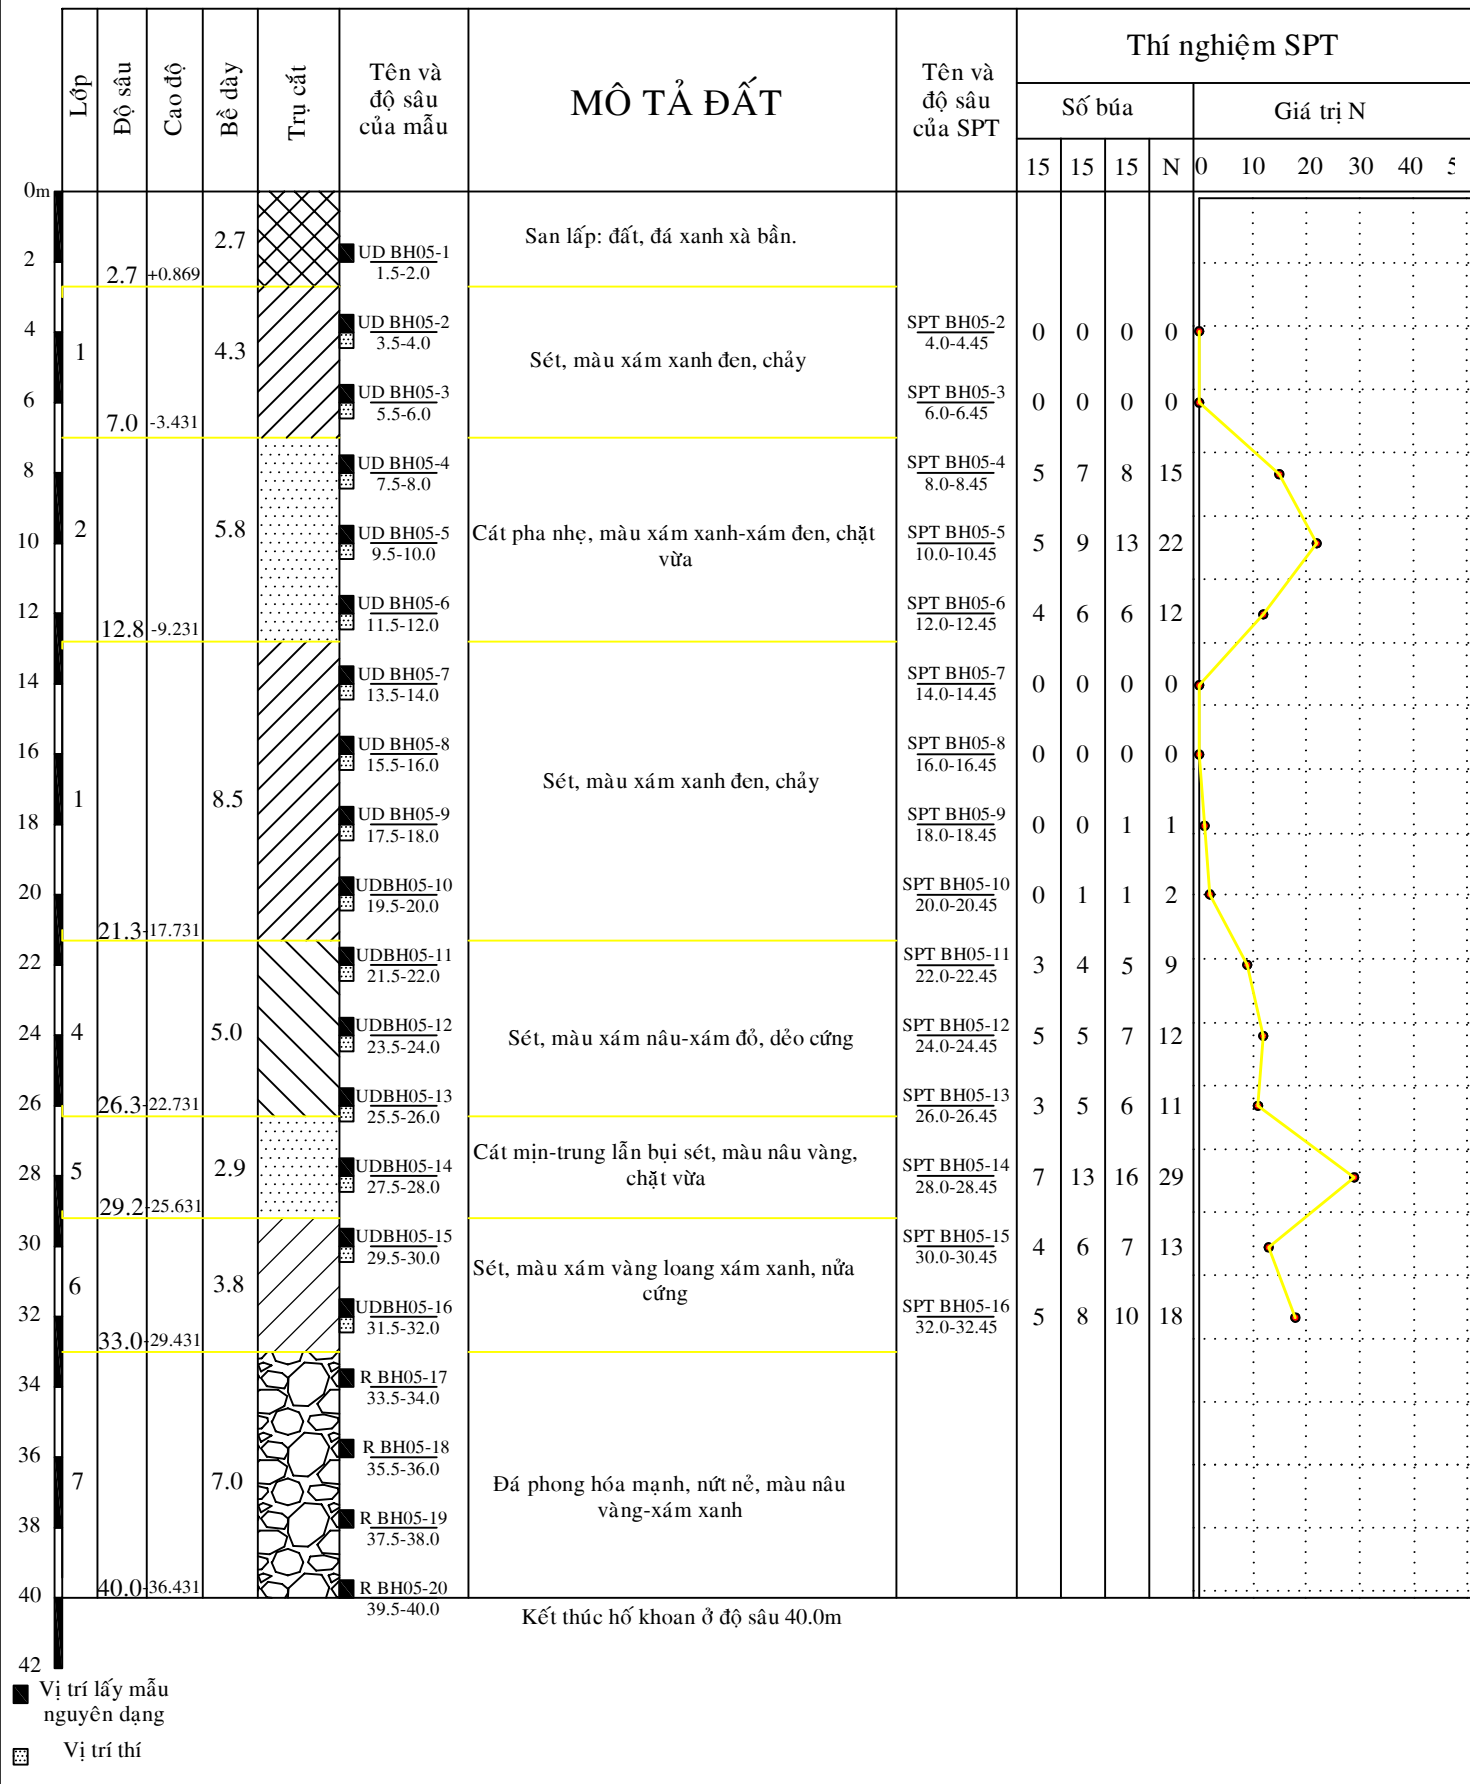 Lớp
Độ sâu
Cao độ
Bề dày
Trụ cắt
Tên và
độ sâu
của mẫu
MÔ TẢ ĐẤT
Tên và
độ sâu
của SPT
Thí nghiệm SPT
Số búa
Giá trị N
15 15 15 N 0 10 20 30 40
0m
2.7
San lấp: đất, đá xanh xà bần.
UD BH05-1
2
1.5-2.0
2.7 +0.869
UD BH05-2 SPT BH05-2
4 0 0 0 0
3.5-4.0 4.0-4.45
1 4.3 Sét, màu xám xanh đen, chảy
UD BH05-3 SPT BH05-3
6 0 0 0 0
5.5-6.0 6.0-6.45
7.0 -3.431
UD BH05-4 SPT BH05-4
8 5 7 8 15
7.5-8.0 8.0-8.45
2 5.8 Cát pha nhẹ, màu xám xanh-xám đen, chặt
vừa
UD BH05-5 SPT BH05-5
10 5 9 13 22
9.5-10.0 10.0-10.45
UD BH05-6 SPT BH05-6
12 4 6 6 12
11.5-12.0 12.0-12.45
12.8 -9.231
UD BH05-7 SPT BH05-7
14 0 0 0 0
13.5-14.0 14.0-14.45
UD BH05-8 SPT BH05-8
16 0 0 0 0
15.5-16.0 16.0-16.45
1 8.5 Sét, màu xám xanh đen, chảy
UD BH05-9 SPT BH05-9
18 0 0 1 1
17.5-18.0 18.0-18.45
UDBH05-10 SPT BH05-10
20 0 1 1 2
19.5-20.0 20.0-20.45
21.3 -17.731
UDBH05-11 SPT BH05-11
22 3 4 5 9
21.5-22.0 22.0-22.45
UDBH05-12 SPT BH05-12
24 4 5.0 Sét, màu xám nâu-xám đỏ, dẻo cứng 5 5 7 12
23.5-24.0 24.0-24.45
UDBH05-13 SPT BH05-13
26 26.3 -22.731 3 5 6 11
25.5-26.0 26.0-26.45
5 2.9 Cát mịn-trung lẫn bụi sét, màu nâu vàng,
chặt vừa
UDBH05-14 SPT BH05-14
28 7 13 16 29
27.5-28.0 28.0-28.45
29.2 -25.631
UDBH05-15 SPT BH05-15
30 4 6 7 13
29.5-30.0 30.0-30.45
6 3.8 Sét, màu xám vàng loang xám xanh, nửa
cứng
UDBH05-16 SPT BH05-16
32 5 8 10 18
31.5-32.0 32.0-32.45
33.0 -29.431
R BH05-17
34
33.5-34.0
R BH05-18
36
35.5-36.0
7 7.0 Đá phong hóa mạnh, nứt nẻ, màu nâu
vàng-xám xanh
R BH05-19
38
37.5-38.0
40.0 -36.431 R BH05-20
40
39.5-40.0
Kết thúc hố khoan ở độ sâu 40.0m
42
Vị trí lấy mẫu
nguyên dạng
Vị trí thí